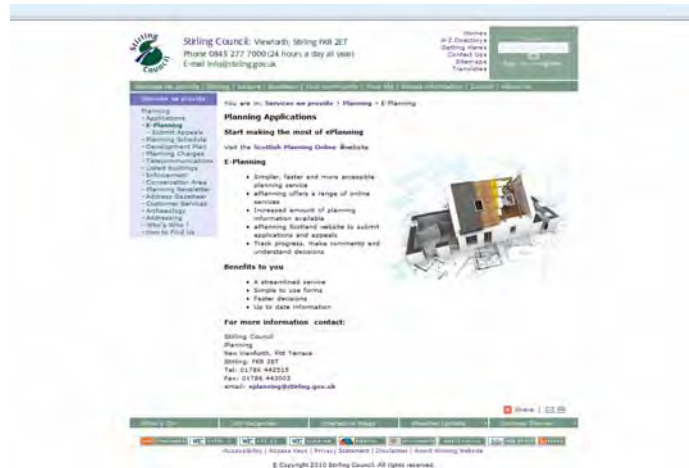 Stirling
Council
Stirling Council: Viewforth, Stirling FK8 2ET
Phone 0845 277 7000 (24 hours a day all year)
E-mail info@stirling.gov.uk
Home
A-Z Directory
Getting Here
Contact Us
Sitemap
Translate
Services we provide
You are in: Services we provide > Planning > E-Planning
Planning
- Applications
- E-Planning
- Submit Appeals
- Planning Schedule
- Development Plan
- Planning Charges
- Telecommunications
- Listed Buildings
- Enforcement
- Conservation Area
- Planning Newsletter
- Address Gazetteer
- Customer Services
- Archaeology
- Addressing
- Who's Who ?
- How to Find Us
Planning Applications
Start making the most of ePlanning
Visit the Scottish Planning Online website
E-Planning
• Simpler, faster and more accessible
planning service
• ePlanning offers a range of online
services
• Increased amount of planning
information available
• ePlanning Scotland website to submit
applications and appeals
• Track progress, make comments and
understand decisions
Benefits to you
• A streamlined service
• Simple to use forms
• Faster decisions
• Up to date information
For more information contact:
Stirling Council
Planning
New Viewforth, Pitt Terrace
Stirling, FK8 2ET
Tel: 01786 442515
Fax: 01786 443003
email: eplanning@stirling.gov.uk
Share
Accessibility | Access Keys | Privacy Statement | Disclaimer | Award Winning Website
© Copyright 2010 Stirling Council. All rights reserved.